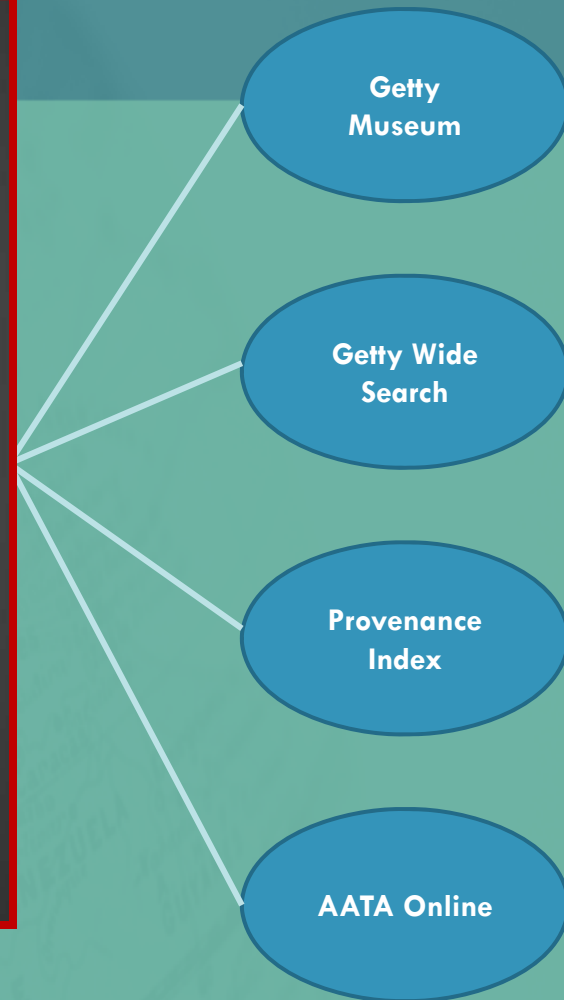 Getty
Museum
Getty Wide
Search
Provenance
Index
AATA Online